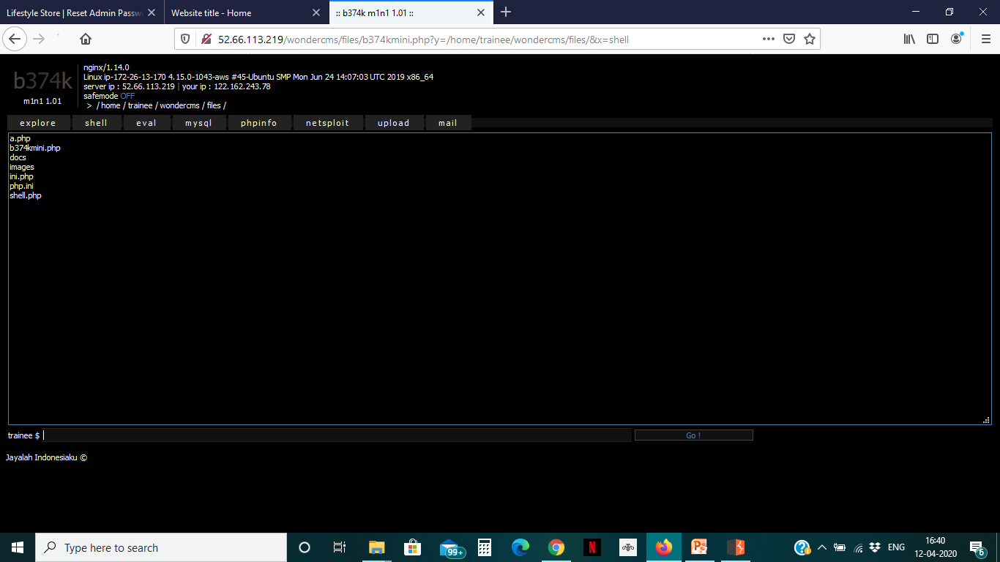 Lifestyle Store | Reset Admin Passw
Website title - Home
:: b374k m1n1 1.01 ::
52.66.113.219/wondercms/files/b374kmini.php?y=/home/trainee/wondercms/files/&x=shell
b374k
m1n1 1.01
nginx/1.14.0
Linux ip-172-26-13-170 4.15.0-1043-aws #45-Ubuntu SMP Mon Jun 24 14:07:03 UTC 2019 x86_64
server ip : 52.66.113.219 | your ip : 122.162.243.78
safemode OFF
> / home / trainee / wondercms / files /
explore shell eval mysql phpinfo netsploit upload mail
a.php
b374kmini.php
docs
images
ini.php
php.ini
shell.php
trainee $
Go !
Jayalah Indonesiaku ©
Type here to search
99+
ENG
16:40
12-04-2020
6